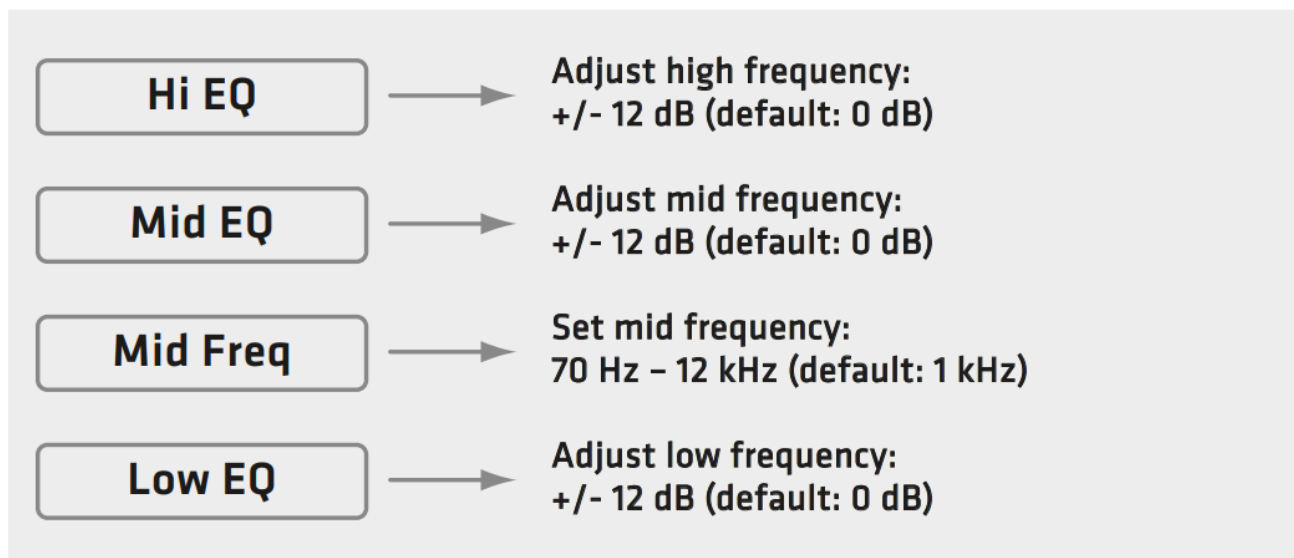 Hi EQ
Adjust high frequency:
+/- 12 dB (default: 0 dB)
Mid EQ
Adjust mid frequency:
+/- 12 dB (default: 0 dB)
Mid Freq
Set mid frequency:
70 Hz – 12 kHz (default: 1 kHz)
Low EQ
Adjust low frequency:
+/- 12 dB (default: 0 dB)